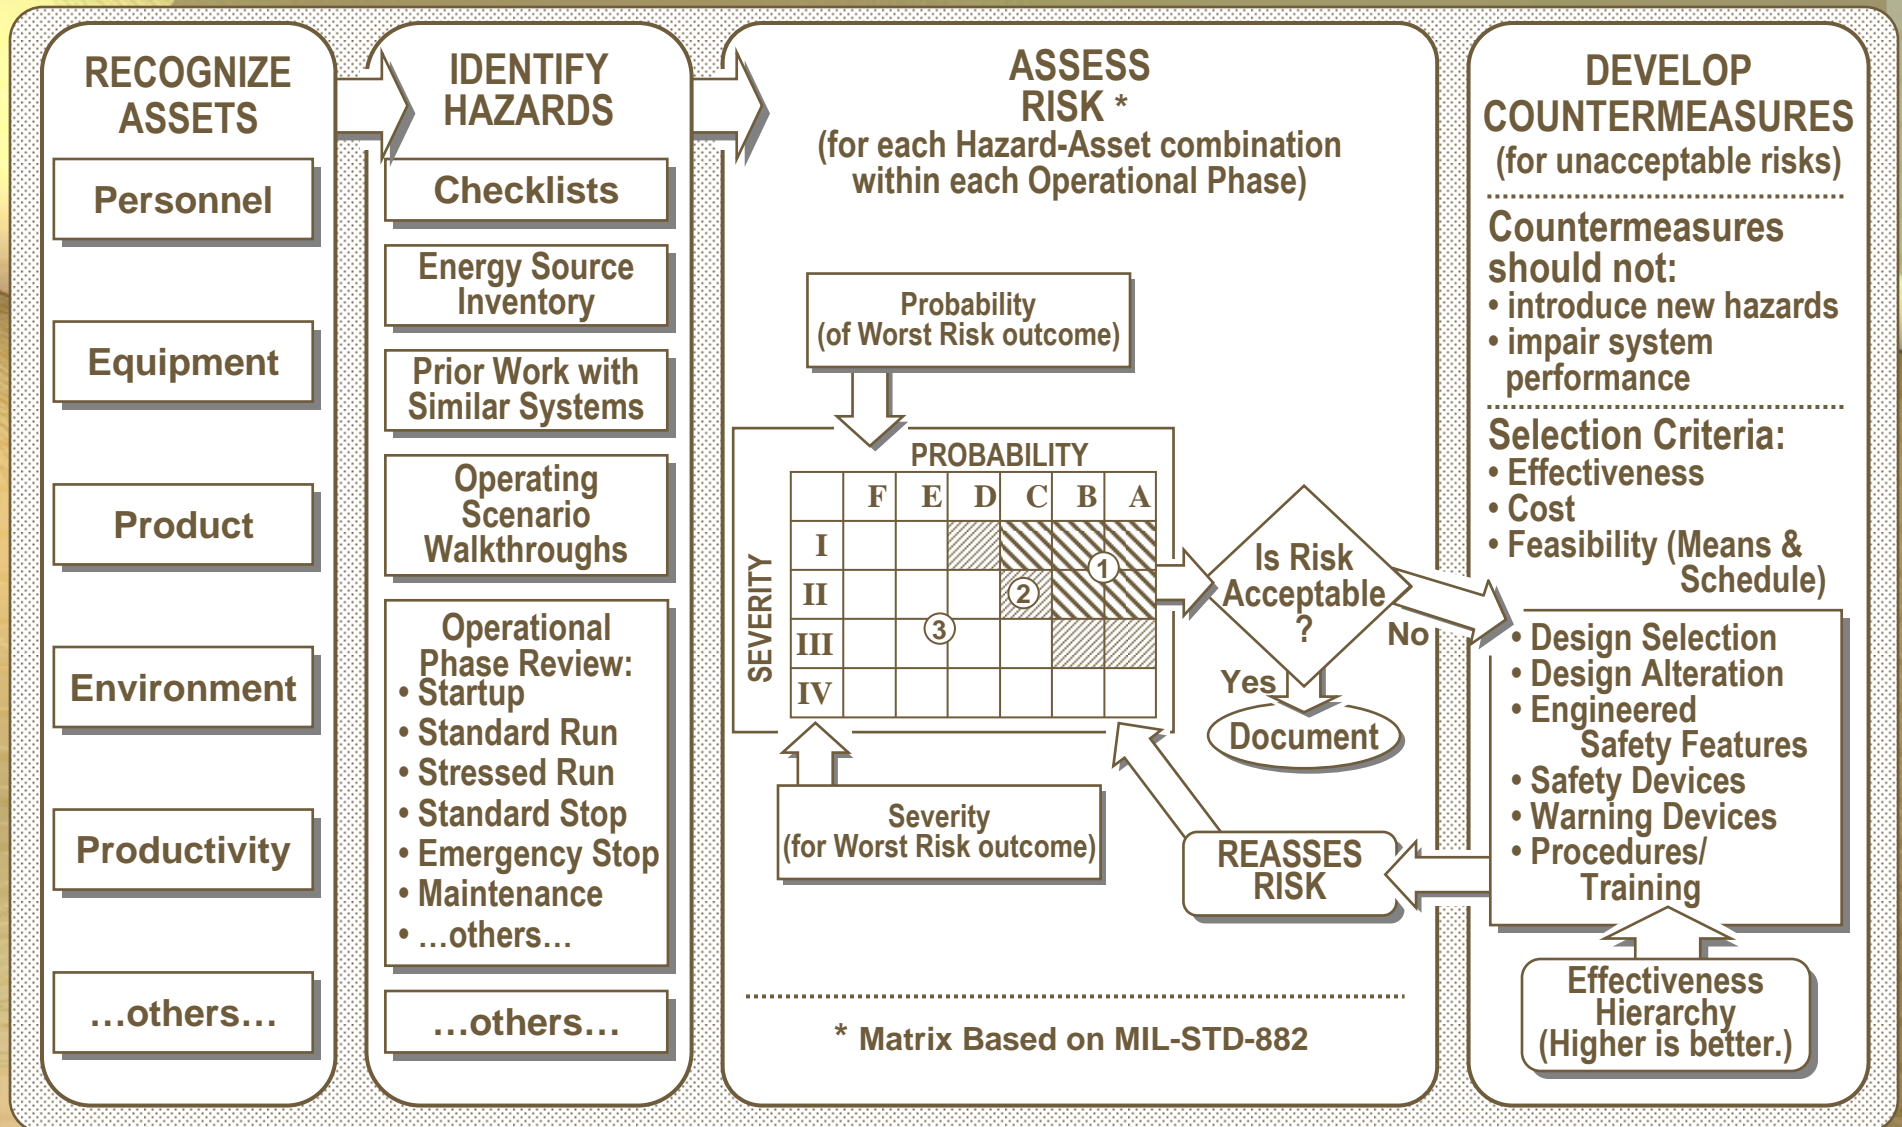 RECOGNIZE
ASSETS
Personnel
Equipment
Product
Environment
Productivity
...others...
IDENTIFY
HAZARDS
Checklists
Energy Source
Inventory
Prior Work with
Similar Systems
Operating
Scenario
Walkthroughs
Operational
Phase Review:
• Startup
• Standard Run
• Stressed Run
• Standard Stop
• Emergency Stop
• Maintenance
• ...others...
...others...
ASSESS
RISK *
(for each Hazard-Asset combination
within each Operational Phase)
Probability
(of Worst Risk outcome)
PROBABILITY
F E D C B A
SEVERITY
I
1
II
2
III
3
IV
Severity
(for Worst Risk outcome)
Is Risk
Acceptable
?
No
Yes
Document
REASSES
RISK
* Matrix Based on MIL-STD-882
DEVELOP
COUNTERMEASURES
(for unacceptable risks)
Countermeasures
should not:
• introduce new hazards
• impair system
performance
Selection Criteria:
• Effectiveness
• Cost
• Feasibility (Means &
Schedule)
• Design Selection
• Design Alteration
• Engineered
Safety Features
• Safety Devices
• Warning Devices
• Procedures/
Training
Effectiveness
Hierarchy
(Higher is better.)